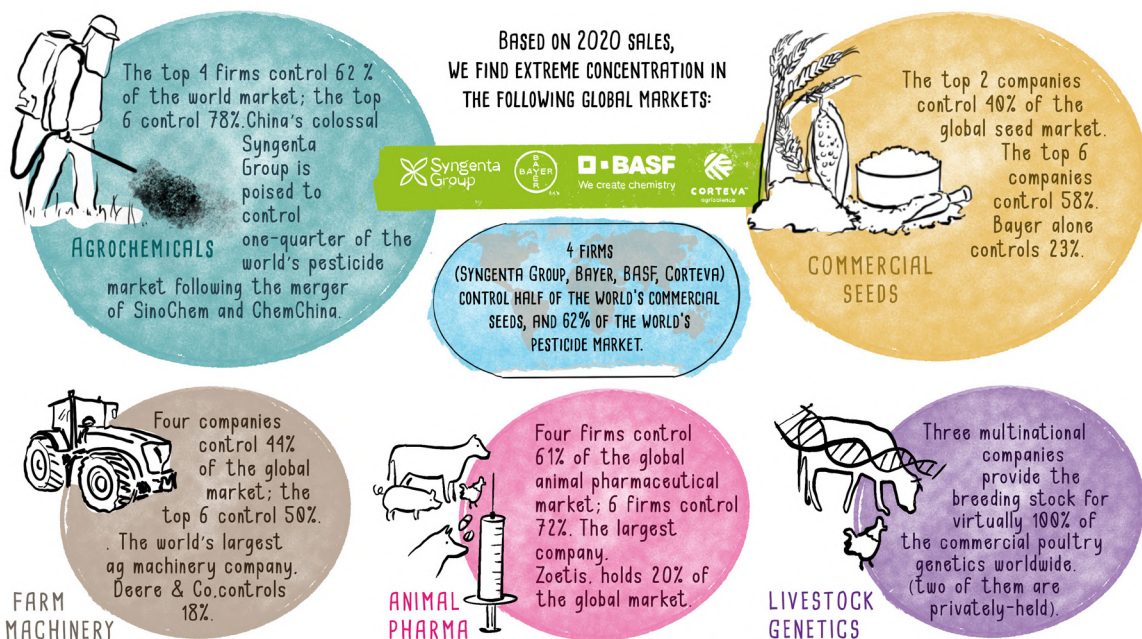 The top 4 firms control 62 %
of the world market; the top
6 control 78%.China's colossal
Syngenta
Group is
poised to
control
one-quarter of the
world's pesticide
market following the merger
of SinoChem and ChemChina.
AGROCHEMICALS
BASED ON 2020 SALES,
WE FIND EXTREME CONCENTRATION IN
THE FOLLOWING GLOBAL MARKETS:
Syngenta
Group
BAYER
BAYER
BASF
We create chemistry
CORTEVA
agriscience
4 FIRMS
(SYNGENTA GROUP, BAYER, BASF, CORTEVA)
CONTROL HALF OF THE WORLD'S COMMERCIAL
SEEDS, AND 62% OF THE WORLD'S
PESTICIDE MARKET.
The top 2 companies
control 40% of the
global seed market.
The top 6
companies
control 58%.
Bayer alone
controls 23%.
COMMERCIAL
SEEDS
Four companies
control 44%
of the global
market; the
top 6 control 50%.
. The world's largest
ag machinery company,
Deere & Co.controls
18%.
FARM
MACHINERY
Four firms control
61% of the global
animal pharmaceutical
market; 6 firms control
72%. The largest
company.
Zoetis, holds 20% of
the global market.
ANIMAL
PHARMA
Three multinational
companies
provide the
breeding stock for
virtually 100% of
the commercial poultry
genetics worldwide.
(two of them are
privately-held).
LIVESTOCK
GENETICS